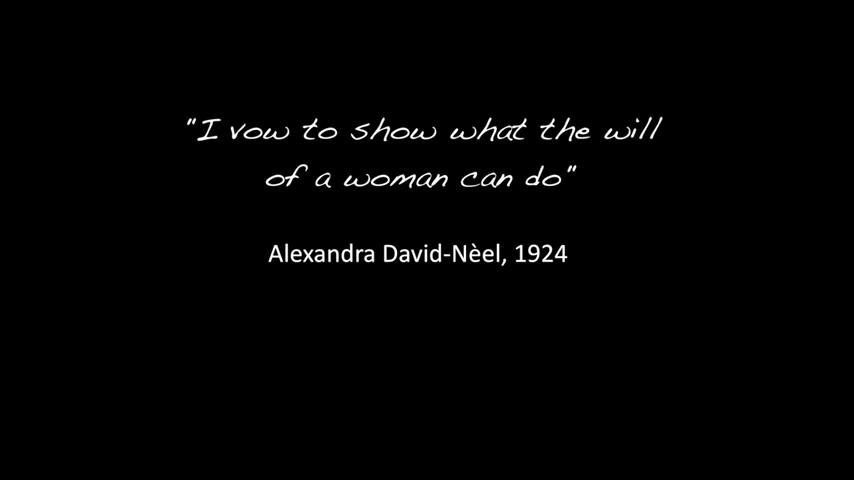 "I vow to show what the will
of a woman can do"
Alexandra David-Nèel, 1924